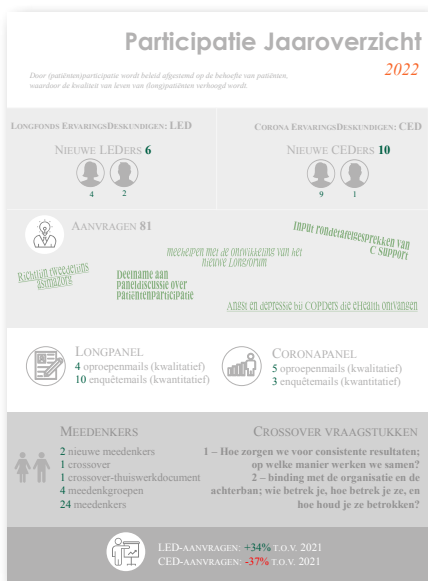 Participatie Jaaroverzicht
2022
Door (patiënten)participatie wordt beleid afgestemd op de behoefte van patiënten,
waardoor de kwaliteit van leven van (long)patiënten verhoogd wordt.
LONGFONDS ERVARINGSDESKUNDIGEN: LED
NIEUWE LEDERS 6
4 2
CORONA ERVARINGSDESKUNDIGEN: CED
NIEUWE CEDERS 10
9 1
AANVRAGEN 81
Input rondetafelgesprekken van
C Support
meehelpen met de ontwikkeling van het
nieuwe Longforum
Richtlijn tweedelijns
astmazorg
Deelname aan
paneldiscussie over
Patiëntenparticipatie
Angst en depressie bij COPDers die eHealth ontvangen
LONGPANEL
4 oproepenmails (kwalitatief)
10 enquêtemails (kwantitatief)
CORONAPANEL
5 oproepenmails (kwalitatief)
3 enquêtemails (kwantitatief)
MEEDENKERS
2 nieuwe meedenkers
1 crossover
1 crossover-thuiswerkdocument
4 meedenkgroepen
24 meedenkers
CROSSOVER VRAAGSTUKKEN
1 – Hoe zorgen we voor consistente resultaten;
op welke manier werken we samen?
2 – binding met de organisatie en de
achterban; wie betrek je, hoe betrek je ze, en
hoe houd je ze betrokken?
LED-AANVRAGEN: +34% T.O.V. 2021
CED-AANVRAGEN: -37% T.O.V. 2021